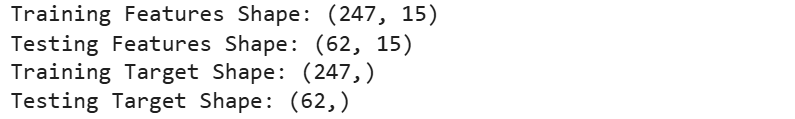 Training Features Shape: (247, 15)
Testing Features Shape: (62, 15)
Training Target Shape: (247,)
Testing Target Shape: (62,)